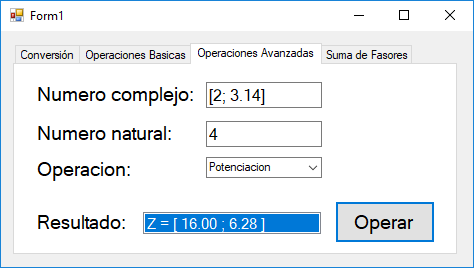 Form1
Conversión Operaciones Basicas Operaciones Avanzadas Suma de Fasores
Numero complejo: [2; 3.14]
Numero natural: 4
Operacion: Potenciacion
Resultado: Z = [ 16.00 ; 6.28 ] Operar